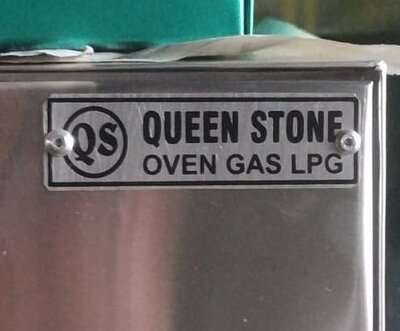 QS
QUEEN STONE
OVEN GAS LPG